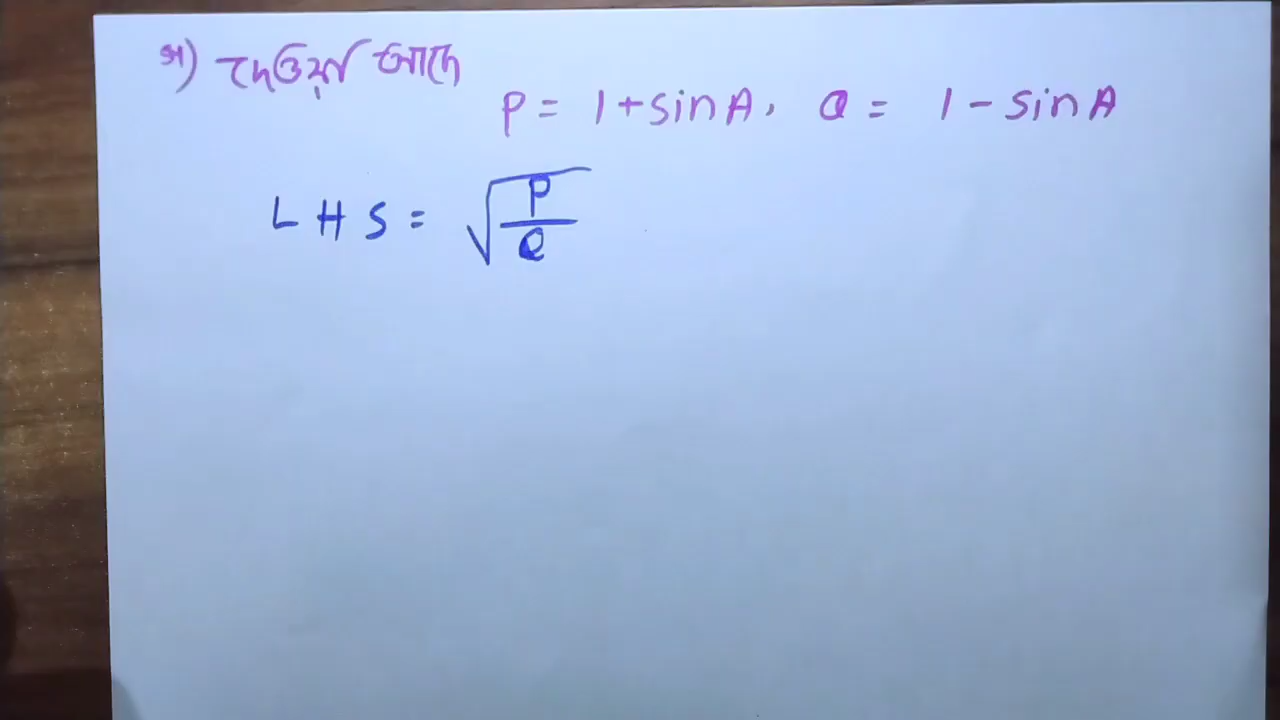 খ) দেওয়া আছে
P = 1+sinA, Q = 1-sinA
LHS = √(P/Q)